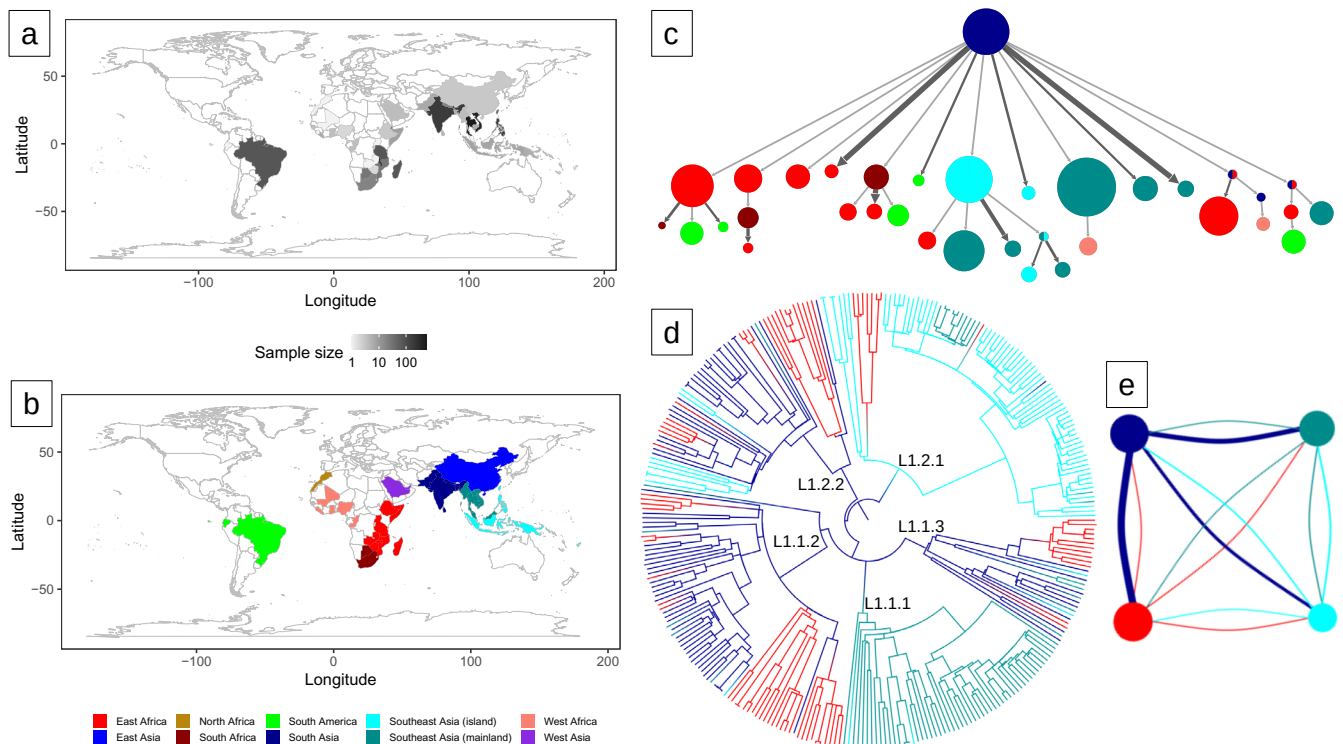 a
50
0
−50
Latitude
−100
0
100
200
Longitude
Sample size
1 10 100
b
50
0
−50
Latitude
−100
0
100
200
Longitude
East Africa
North Africa
South America
Southeast Asia (island)
West Africa
East Asia
South Africa
South Asia
Southeast Asia (mainland)
West Asia
c
d
L1.2.1
L1.2.2
L1.1.3
L1.1.2
L1.1.1
e